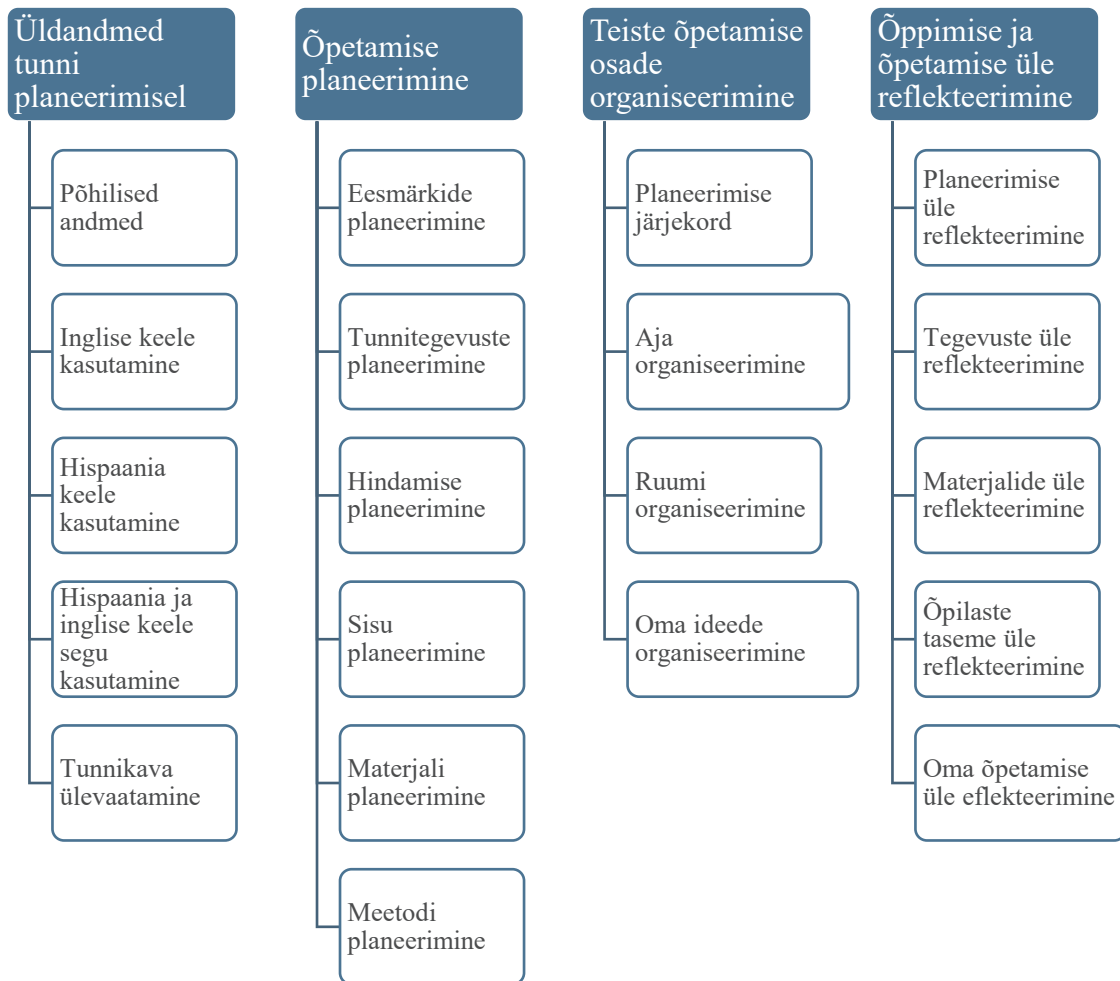 Üldandmed
tunni
planeerimisel
Põhilised
andmed
Inglise keele
kasutamine
Hispaania
keele
kasutamine
Hispaania ja
inglise keele
segu
kasutamine
Tunnikava
ülevaatamine
Õpetamise
planeerimine
Eesmärkide
planeerimine
Tunnitegevuste
planeerimine
Hindamise
planeerimine
Sisu
planeerimine
Materjali
planeerimine
Meetodi
planeerimine
Teiste õpetamise
osade
organiseerimine
Planeerimise
järjekord
Aja
organiseerimine
Ruumi
organiseerimine
Oma ideede
organiseerimine
Õppimise ja
õpetamise üle
reflekteerimine
Planeerimise
üle
reflekteerimine
Tegevuste üle
reflekteerimine
Materjalide üle
reflekteerimine
Õpilaste
taseme üle
reflekteerimine
Oma õpetamise
üle eflekteerimine